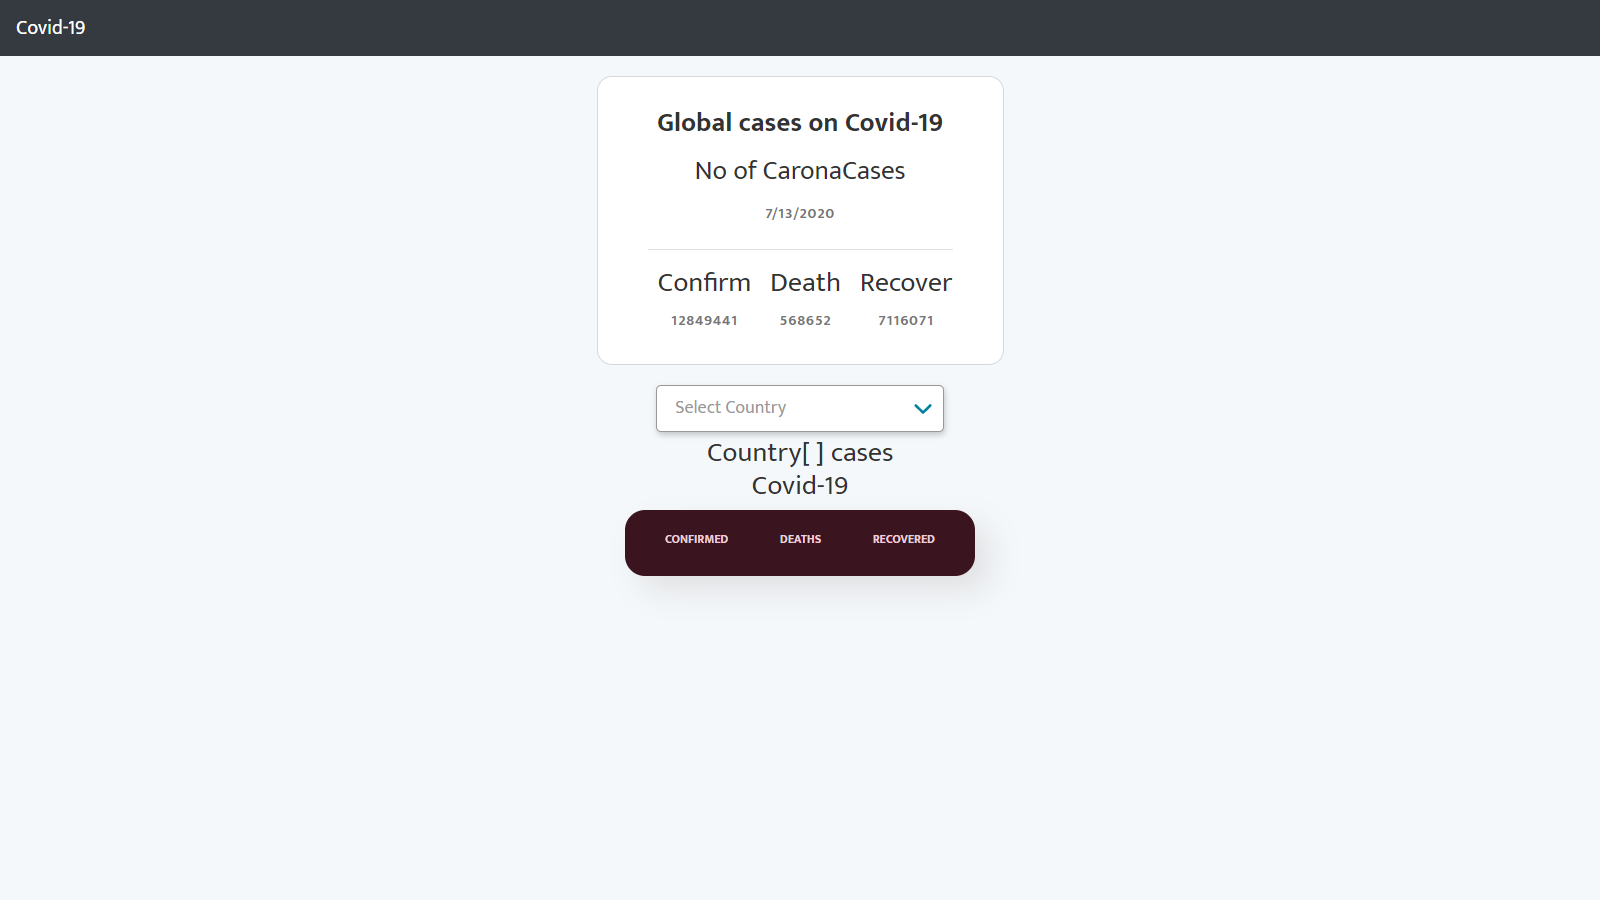 Covid-19
Global cases on Covid-19
No of CaronaCases
7/13/2020
Confirm Death Recover
12849441 568652 7116071
Select Country
Country[ ] cases
Covid-19
CONFIRMED DEATHS RECOVERED